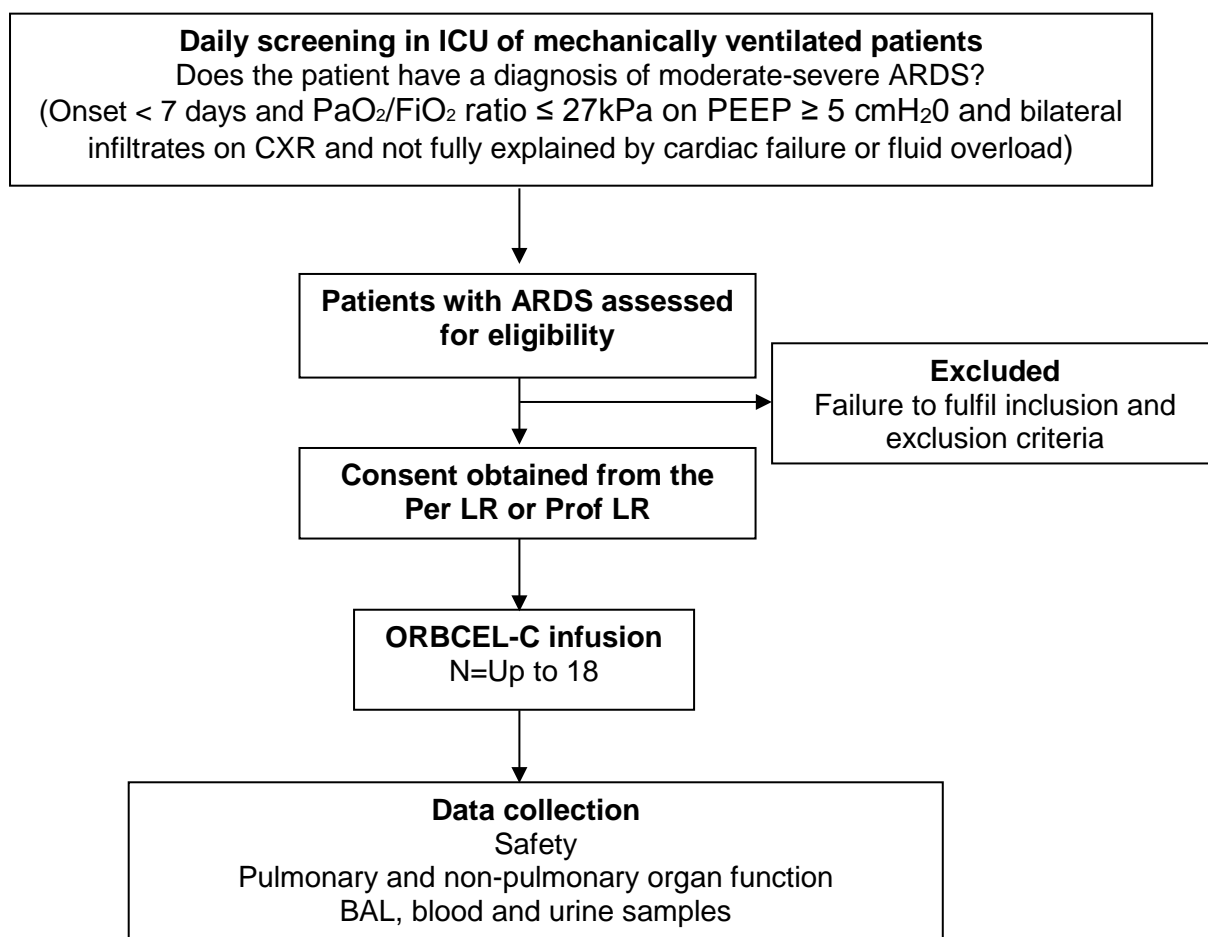 Daily screening in ICU of mechanically ventilated patients
Does the patient have a diagnosis of moderate-severe ARDS?
(Onset < 7 days and PaO₂/FiO₂ ratio ≤ 27kPa on PEEP ≥ 5 cmH₂0 and bilateral
infiltrates on CXR and not fully explained by cardiac failure or fluid overload)
Patients with ARDS assessed
for eligibility
Excluded
Failure to fulfil inclusion and
exclusion criteria
Consent obtained from the
Per LR or Prof LR
ORBCEL-C infusion
N=Up to 18
Data collection
Safety
Pulmonary and non-pulmonary organ function
BAL, blood and urine samples